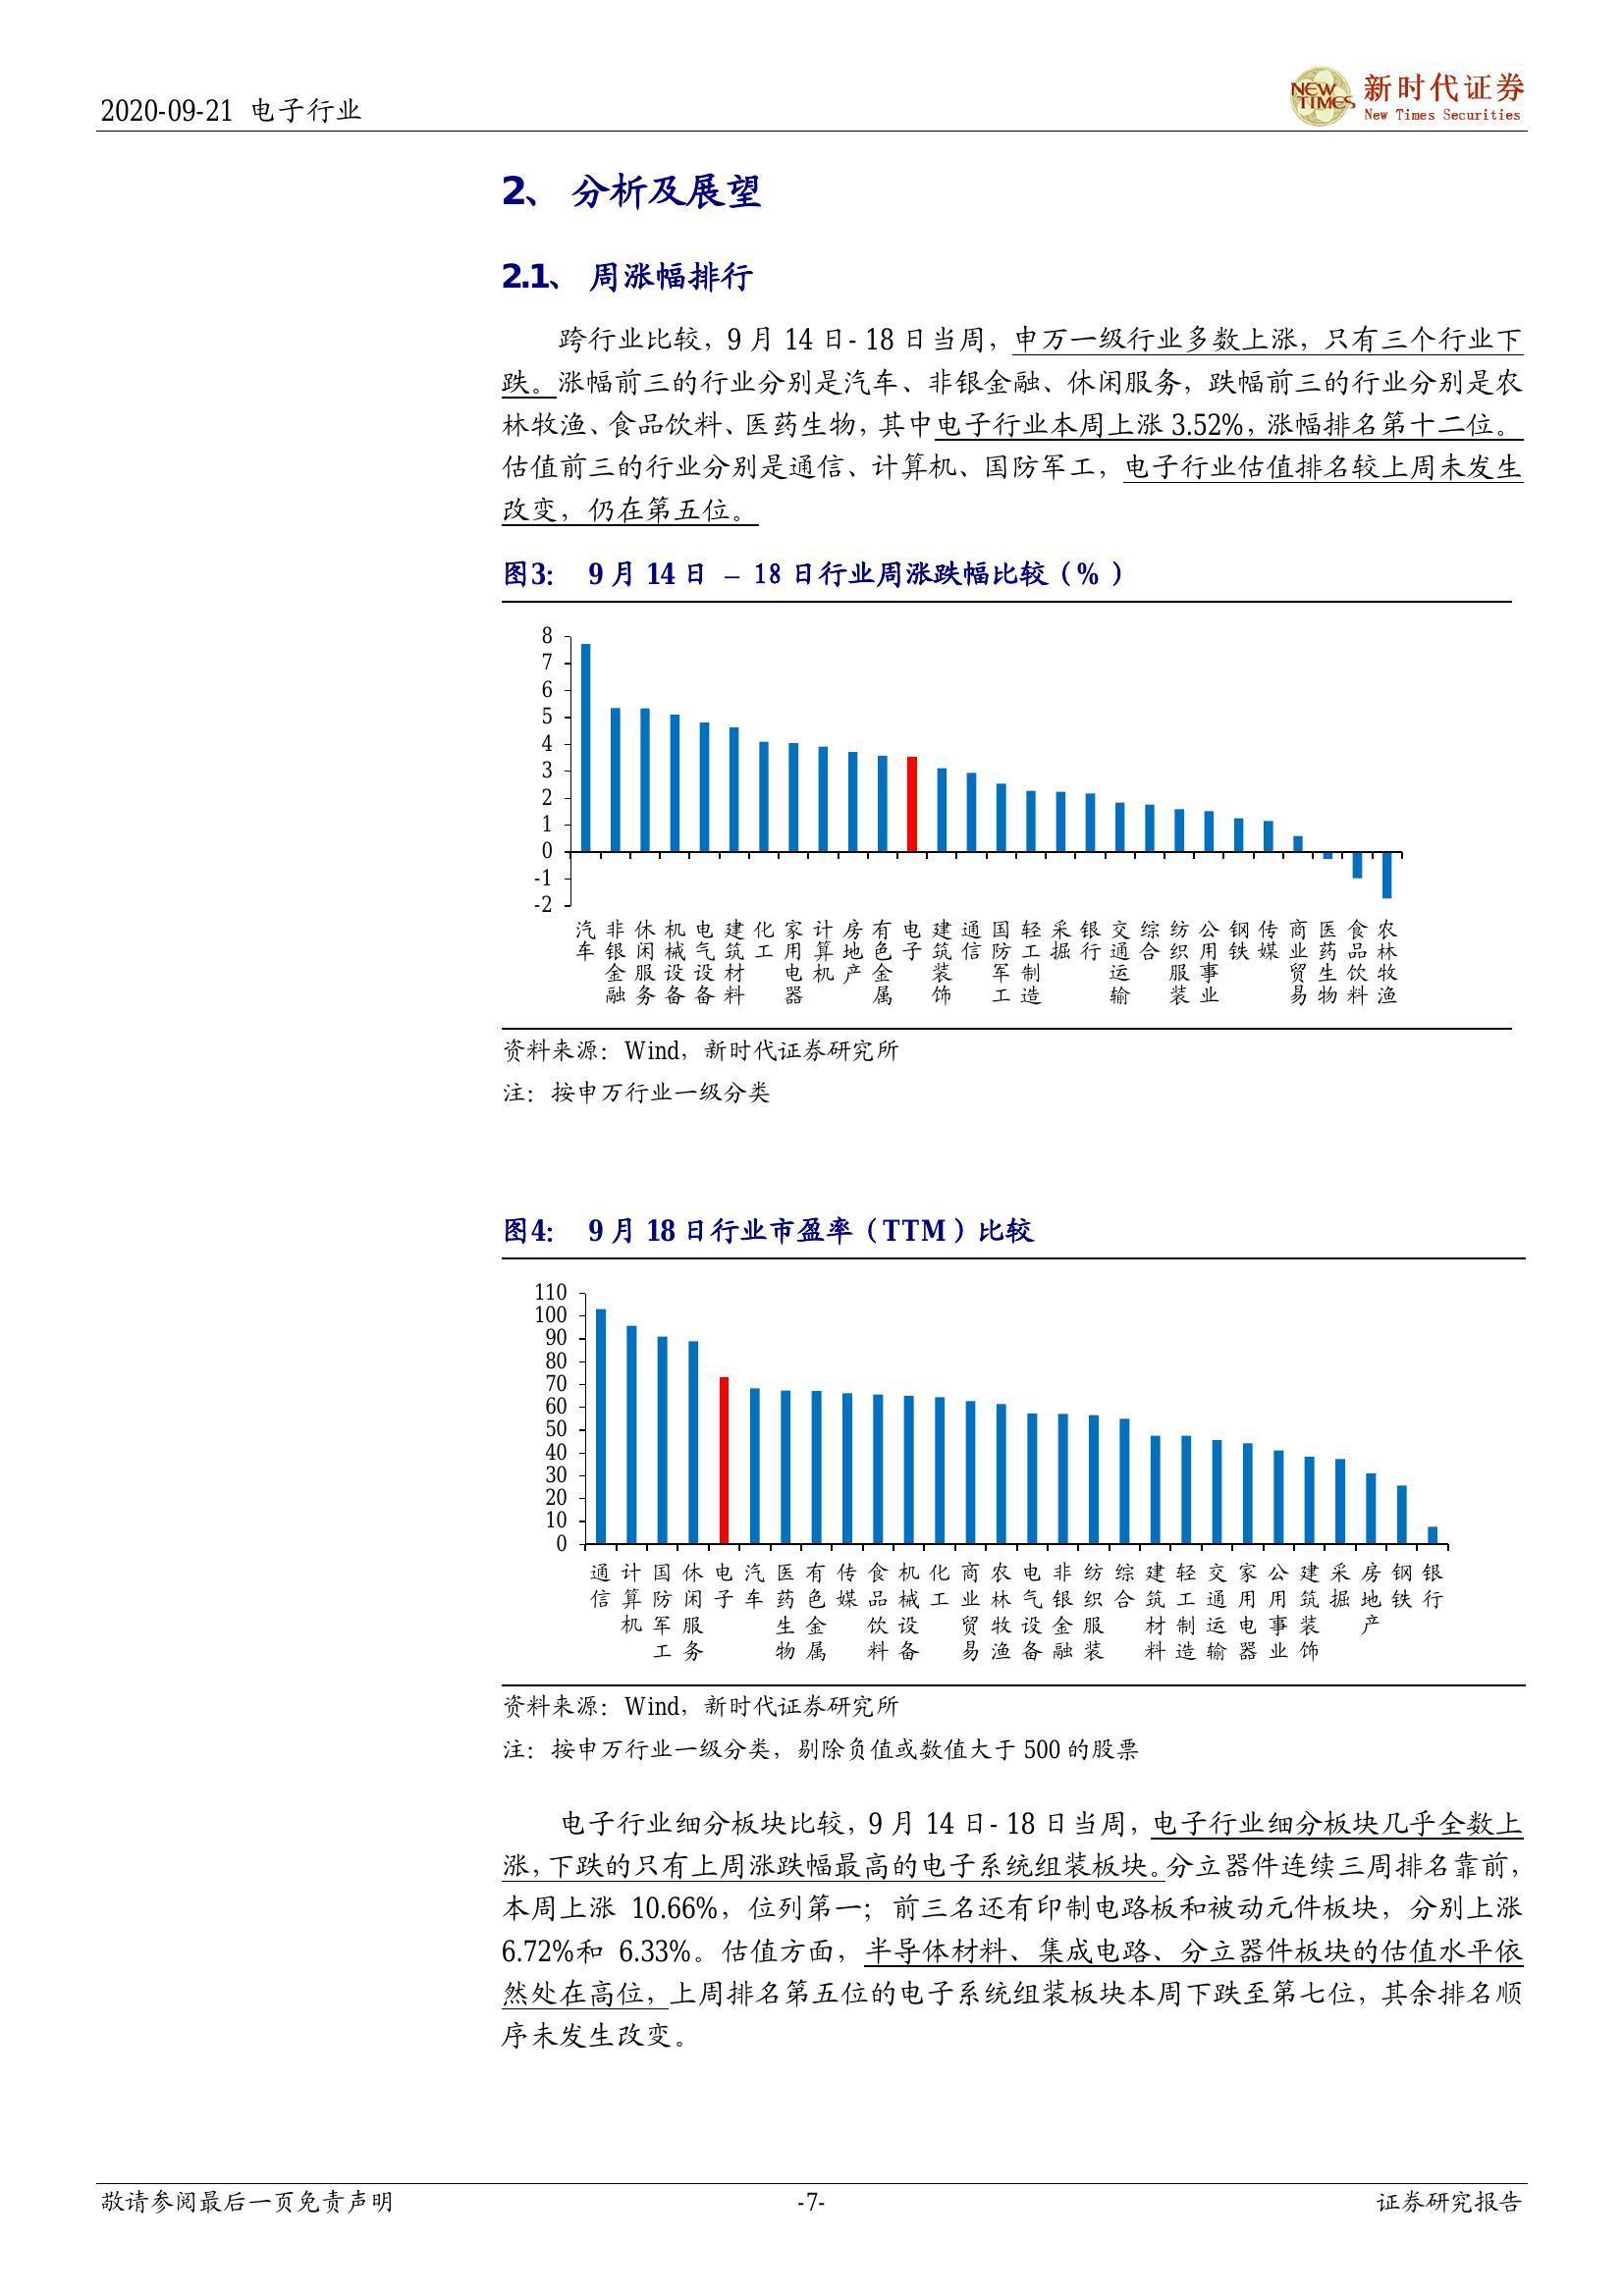 2020-09-21 电子行业
NEW TIMES 新时代证券
New Times Securities
2、 分析及展望
2.1、 周涨幅排行
跨行业比较，9 月 14 日- 18 日当周，申万一级行业多数上涨，只有三个行业下
跌。涨幅前三的行业分别是汽车、非银金融、休闲服务，跌幅前三的行业分别是农
林牧渔、食品饮料、医药生物，其中电子行业本周上涨 3.52%，涨幅排名第十二位。
估值前三的行业分别是通信、计算机、国防军工，电子行业估值排名较上周未发生
改变，仍在第五位。
图3： 9 月 14 日 – 18 日行业周涨跌幅比较（% ）
8
7
6
5
4
3
2
1
0
-1
-2
汽车 非银金融 休闲服务 机械设备 电气设备 建筑材料 化工 家用电器 计算机 房地产 有色金属 电子 建筑装饰 通信 国防军工 轻工制造 采掘 银行 交通运输 综合 纺织服装 公用事业 钢铁 传媒 商业贸易 医药生物 食品饮料 农林牧渔
资料来源：Wind，新时代证券研究所
注：按申万行业一级分类
图4： 9 月 18 日行业市盈率（TTM）比较
110
100
90
80
70
60
50
40
30
20
10
0
通信 计算机 国防军工 休闲服务 电子 汽车 医药生物 有色金属 传媒 食品饮料 机械设备 化工 商业贸易 农林牧渔 电气设备 非银金融 纺织服装 综合 建筑材料 轻工制造 交通运输 家用电器 公用事业 建筑装饰 采掘 房地产 钢铁 银行
资料来源：Wind，新时代证券研究所
注：按申万行业一级分类，剔除负值或数值大于 500 的股票
电子行业细分板块比较，9 月 14 日- 18 日当周，电子行业细分板块几乎全数上
涨，下跌的只有上周涨跌幅最高的电子系统组装板块。分立器件连续三周排名靠前，
本周上涨 10.66%，位列第一；前三名还有印制电路板和被动元件板块，分别上涨
6.72%和 6.33%。估值方面，半导体材料、集成电路、分立器件板块的估值水平依
然处在高位，上周排名第五位的电子系统组装板块本周下跌至第七位，其余排名顺
序未发生改变。
敬请参阅最后一页免责声明 -7- 证券研究报告